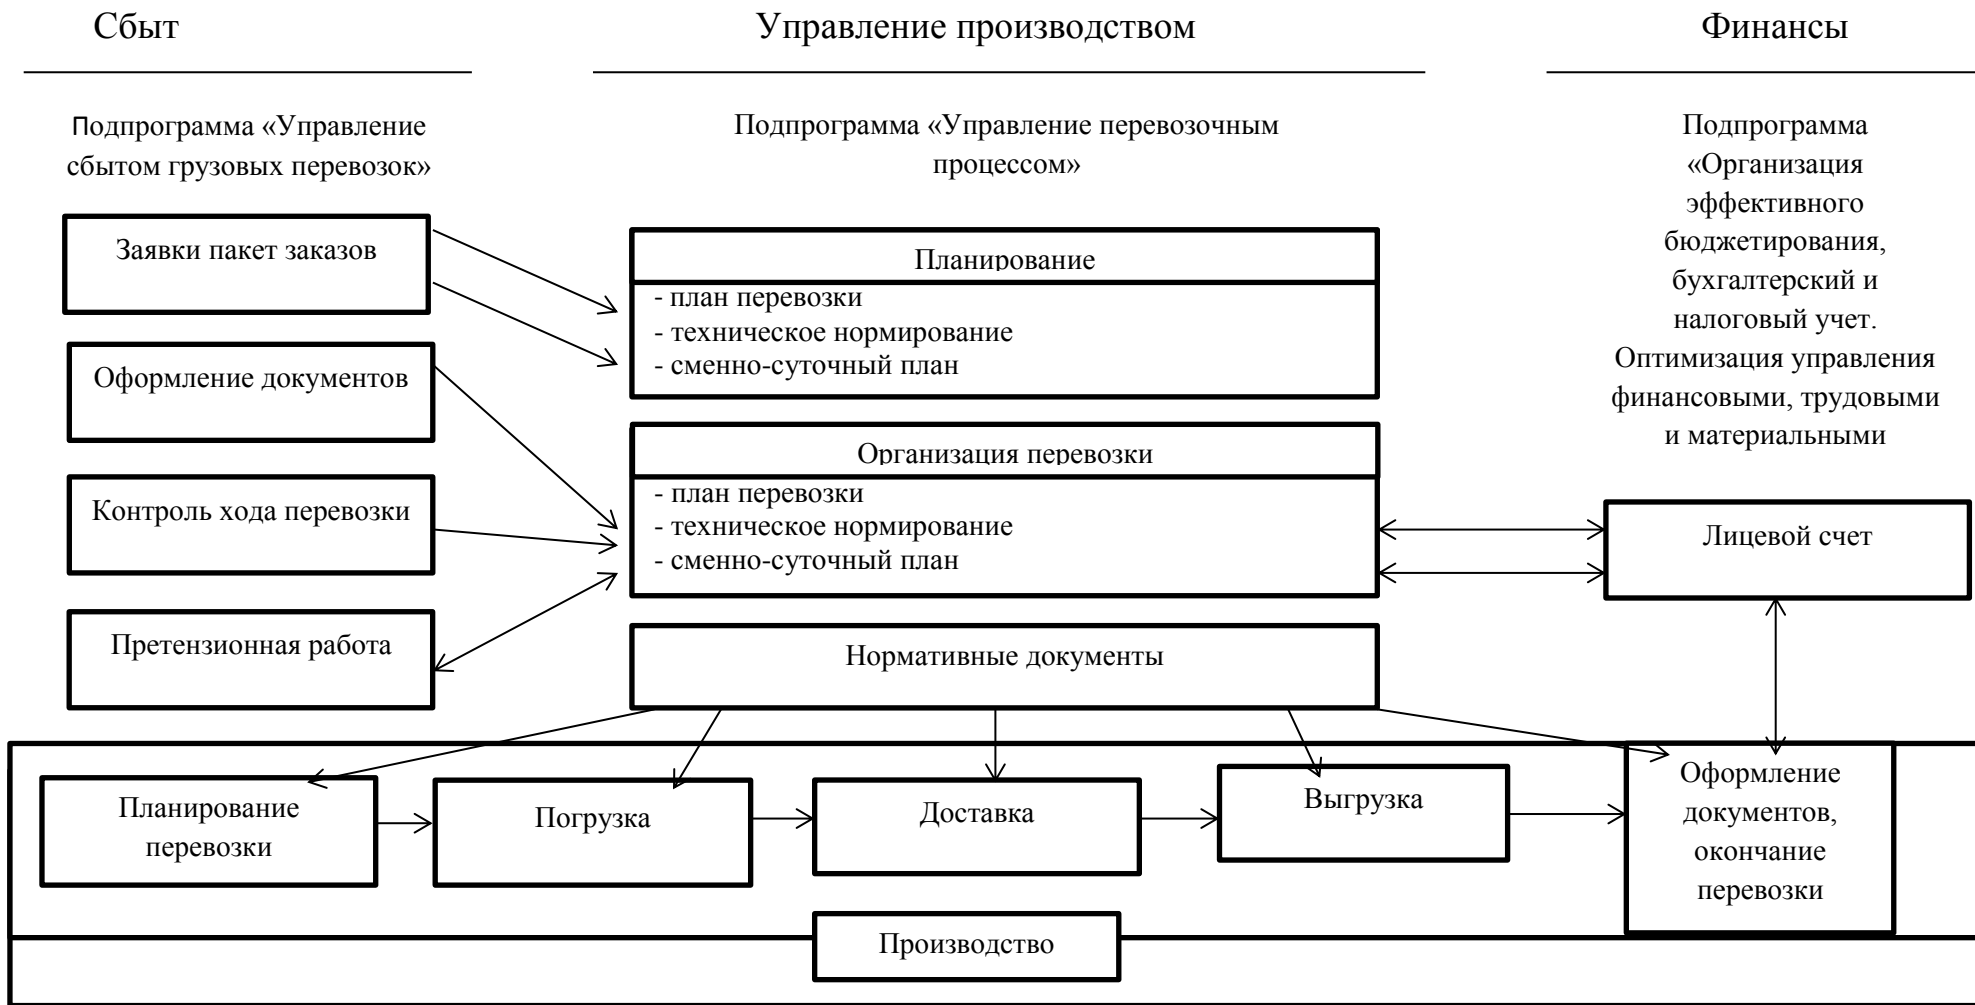 Сбыт
Управление производством
Финансы
Подпрограмма «Управление
сбытом грузовых перевозок»
Подпрограмма «Управление перевозочным
процессом»
Подпрограмма
«Организация
эффективного
бюджетирования,
бухгалтерский и
налоговый учет.
Оптимизация управления
финансовыми, трудовыми
и материальными
Заявки пакет заказов
Оформление документов
Контроль хода перевозки
Претензионная работа
Планирование
- план перевозки
- техническое нормирование
- сменно-суточный план
Организация перевозки
- план перевозки
- техническое нормирование
- сменно-суточный план
Нормативные документы
Лицевой счет
Планирование
перевозки
Погрузка
Доставка
Выгрузка
Оформление
документов,
окончание
перевозки
Производство